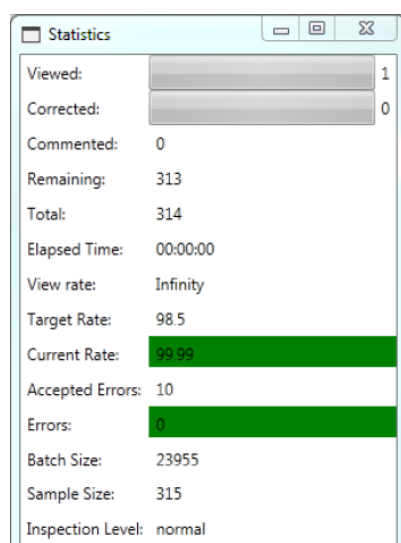 Statistics
Viewed: 1
Corrected: 0
Commented: 0
Remaining: 313
Total: 314
Elapsed Time: 00:00:00
View rate: Infinity
Target Rate: 98.5
Current Rate: 99.99
Accepted Errors: 10
Errors: 0
Batch Size: 23955
Sample Size: 315
Inspection Level: normal